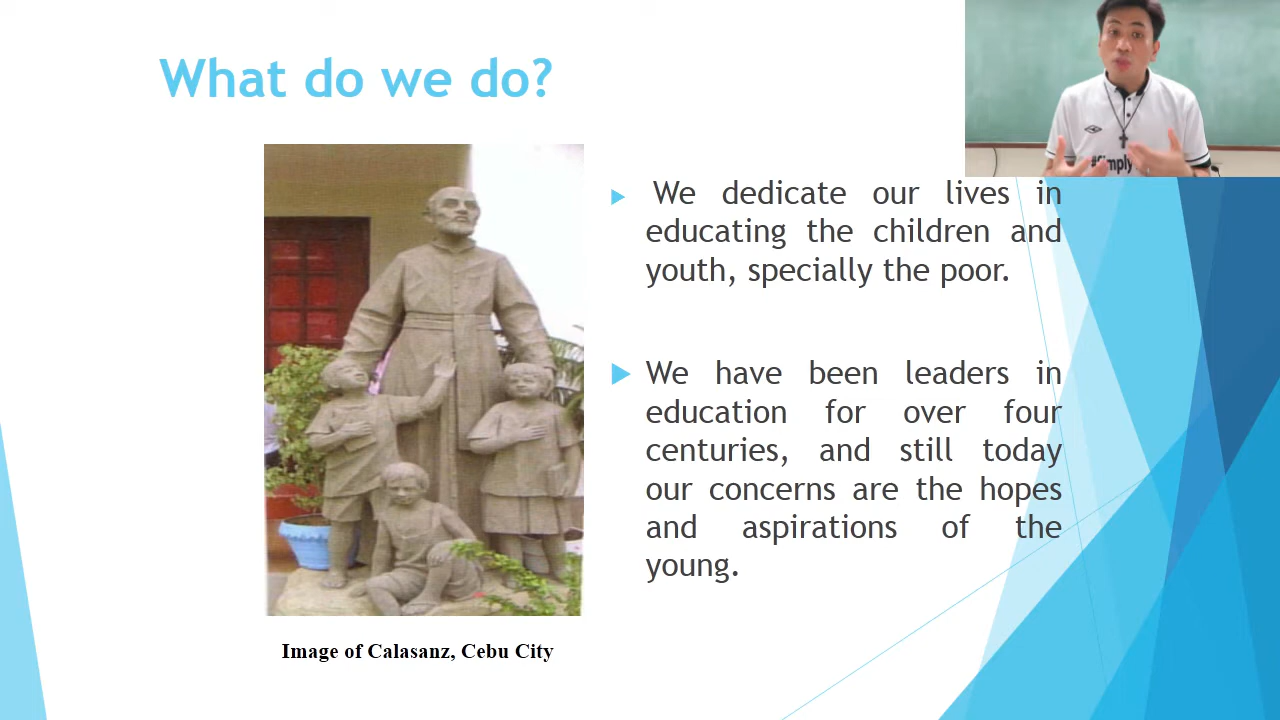 What do we do?
#Simply
We dedicate our lives in
educating the children and
youth, specially the poor.
We have been leaders in
education for over four
centuries, and still today
our concerns are the hopes
and aspirations of the
young.
Image of Calasanz, Cebu City